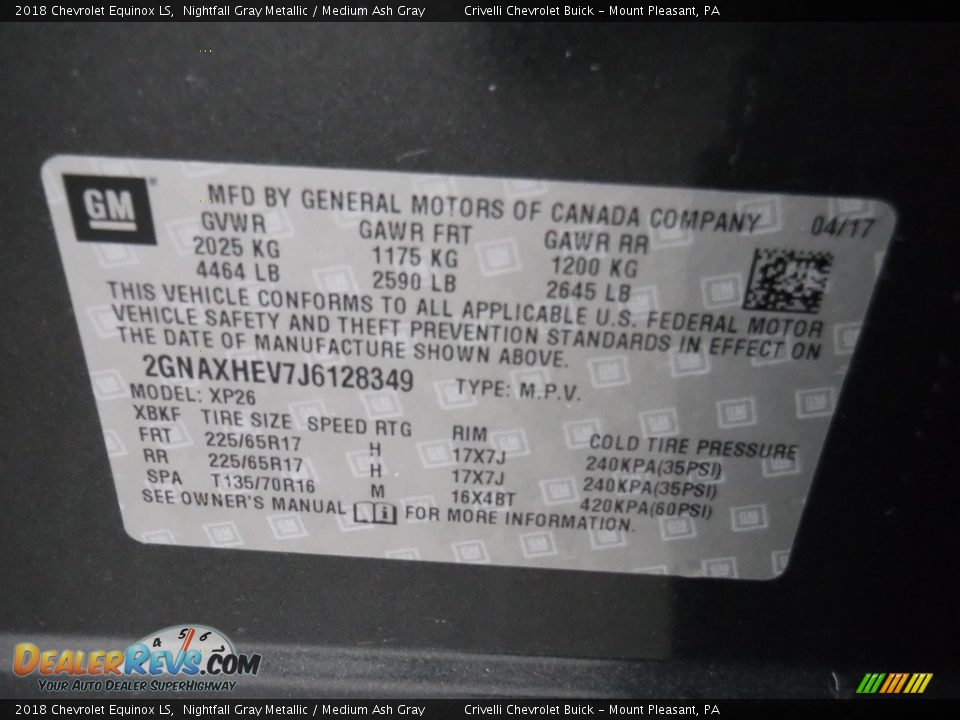 2018 Chevrolet Equinox LS, Nightfall Gray Metallic / Medium Ash Gray Crivelli Chevrolet Buick – Mount Pleasant, PA
GM
MFD BY GENERAL MOTORS OF CANADA COMPANY 04/17
GVWR GAWR FRT GAWR RR
2025 KG 1175 KG 1200 KG
4464 LB 2590 LB 2645 LB
THIS VEHICLE CONFORMS TO ALL APPLICABLE U.S. FEDERAL MOTOR
VEHICLE SAFETY AND THEFT PREVENTION STANDARDS IN EFFECT ON
THE DATE OF MANUFACTURE SHOWN ABOVE.
2GNAXHEV7J6128349 TYPE: M.P.V.
MODEL: XP26
XBKF TIRE SIZE SPEED RTG RIM COLD TIRE PRESSURE
FRT 225/65R17 H 17X7J 240KPA(35PSI)
RR 225/65R17 H 17X7J 240KPA(35PSI)
SPA T135/70R16 M 16X4BT 420KPA(60PSI)
SEE OWNER'S MANUAL i FOR MORE INFORMATION.
4 5 6 7
DEALERREVS.COM
YOUR AUTO DEALER SUPERHIGHWAY
2018 Chevrolet Equinox LS, Nightfall Gray Metallic / Medium Ash Gray Crivelli Chevrolet Buick – Mount Pleasant, PA